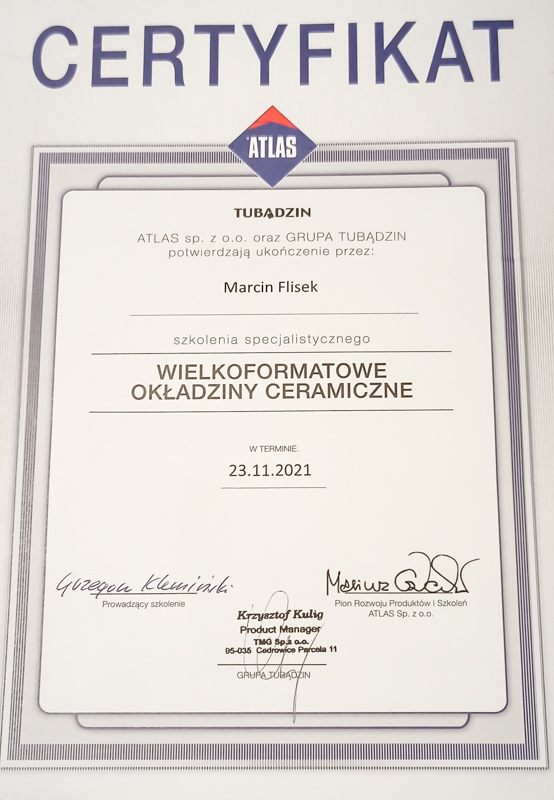 CERTYFIKAT
ATLAS
TUBĄDZIN
ATLAS sp. z o.o. oraz GRUPA TUBĄDZIN
potwierdzają ukończenie przez:
Marcin Flisek
szkolenia specjalistycznego
WIELKOFORMATOWE
OKŁADZINY CERAMICZNE
W TERMINIE:
23.11.2021
Grzegorz
Prowadzący szkolenie
Mariusz
Pion Rozwoju Produktów i Szkoleń
ATLAS Sp. z o.o.
Krzysztof Kulig
Product Manager
TMG Sp.z o.o.
95-035 Cedrowice Parcela 11
GRUPA TUBĄDZIN